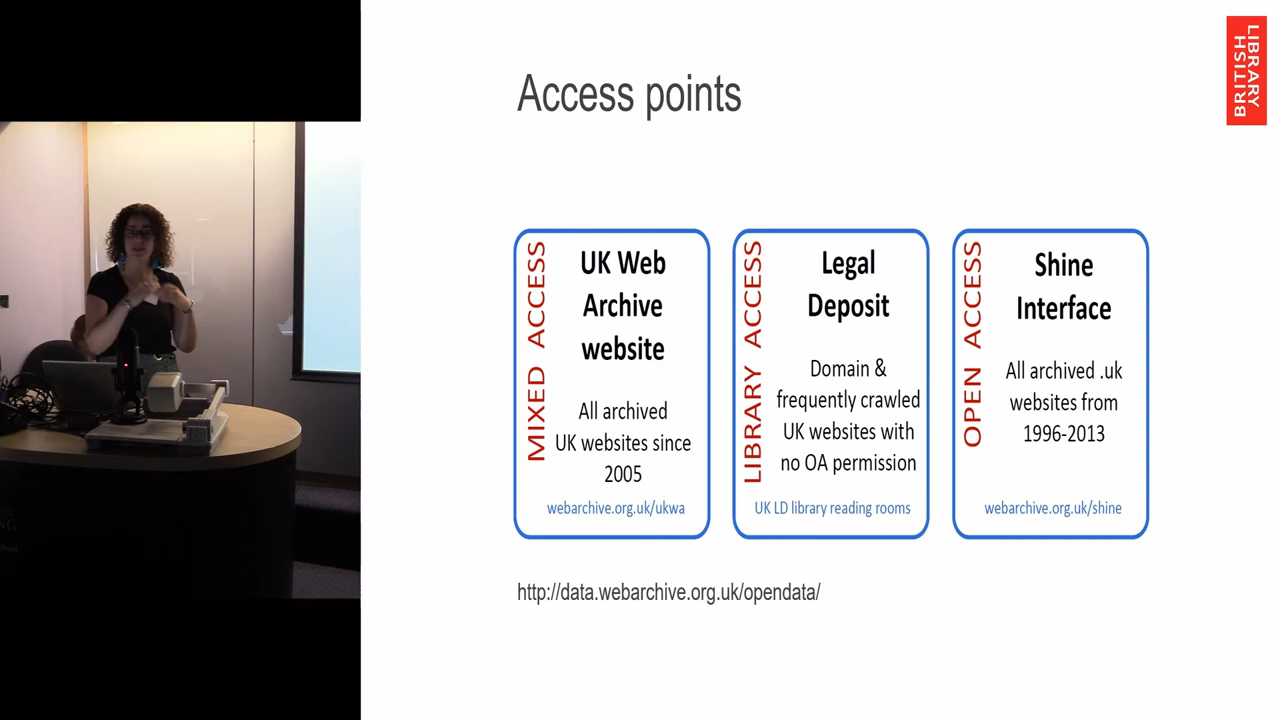 Access points
BRITISH
LIBRARY
MIXED ACCESS
UK Web
Archive
website
All archived
UK websites since
2005
webarchive.org.uk/ukwa
LIBRARY ACCESS
Legal
Deposit
Domain &
frequently crawled
UK websites with
no OA permission
UK LD library reading rooms
OPEN ACCESS
Shine
Interface
All archived .uk
websites from
1996-2013
webarchive.org.uk/shine
http://data.webarchive.org.uk/opendata/